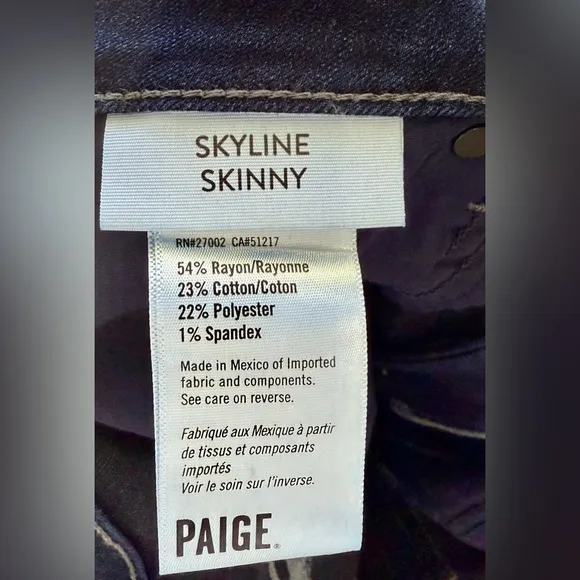 SKYLINE
SKINNY
RN#27002 CA#51217
54% Rayon/Rayonne
23% Cotton/Coton
22% Polyester
1% Spandex
Made in Mexico of Imported
fabric and components.
See care on reverse.
Fabriqué aux Mexique à partir
de tissus et composants
importés
Voir le soin sur l'inverse.
PAIGE®